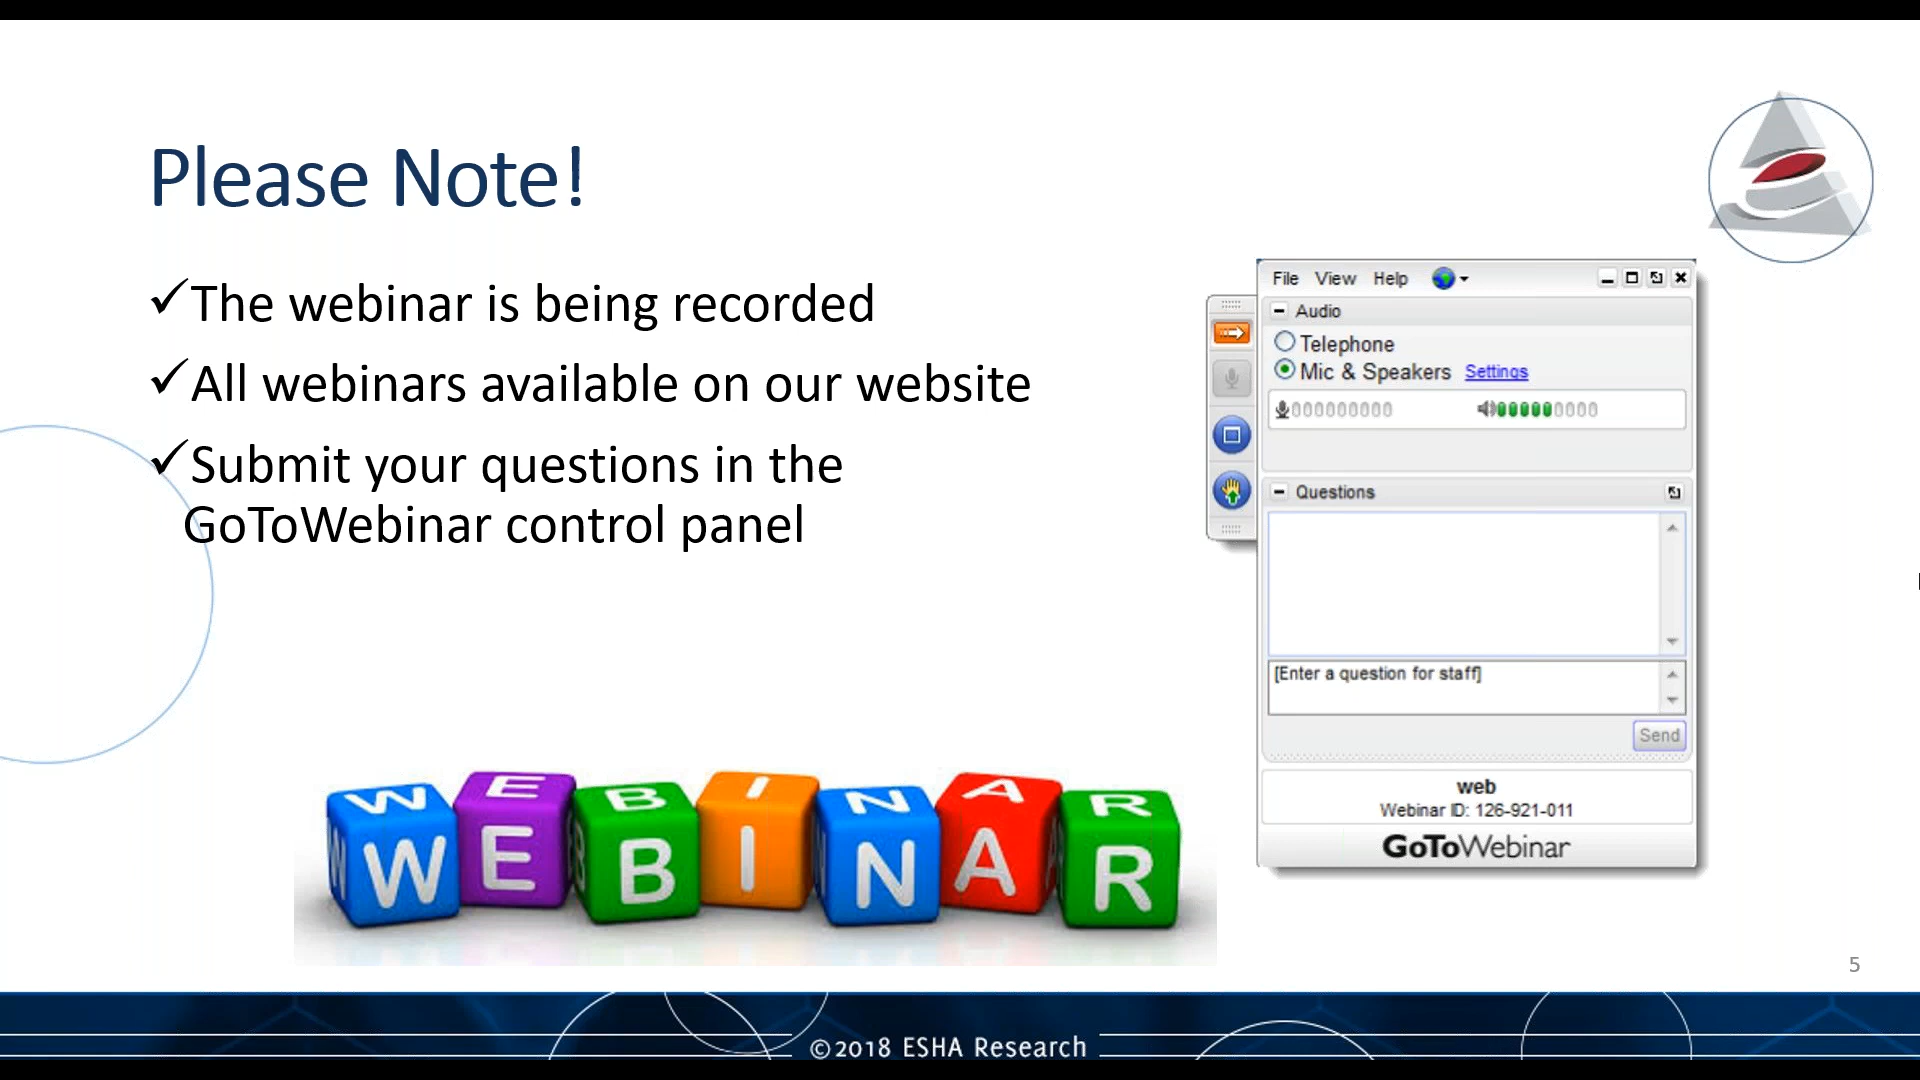 Please Note!
✓The webinar is being recorded
✓All webinars available on our website
✓Submit your questions in the
GoToWebinar control panel
File View Help
Audio
Telephone
Mic & Speakers Settings
Questions
[Enter a question for staff]
Send
web
Webinar ID: 126-921-011
GoToWebinar
W E B I N A R
W E B I N A R
5
©2018 ESHA Research